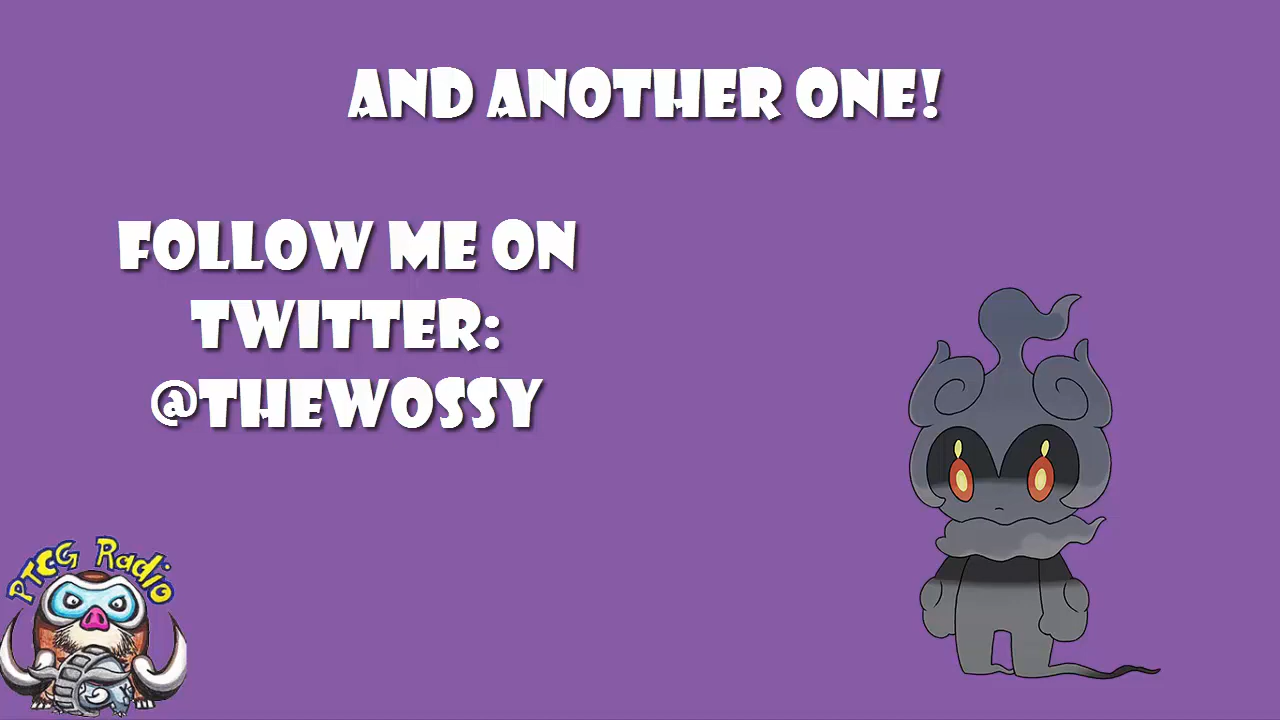 AND ANOTHER ONE!
FOLLOW ME ON
TWITTER:
@THEWOSSY
PTCG Radio